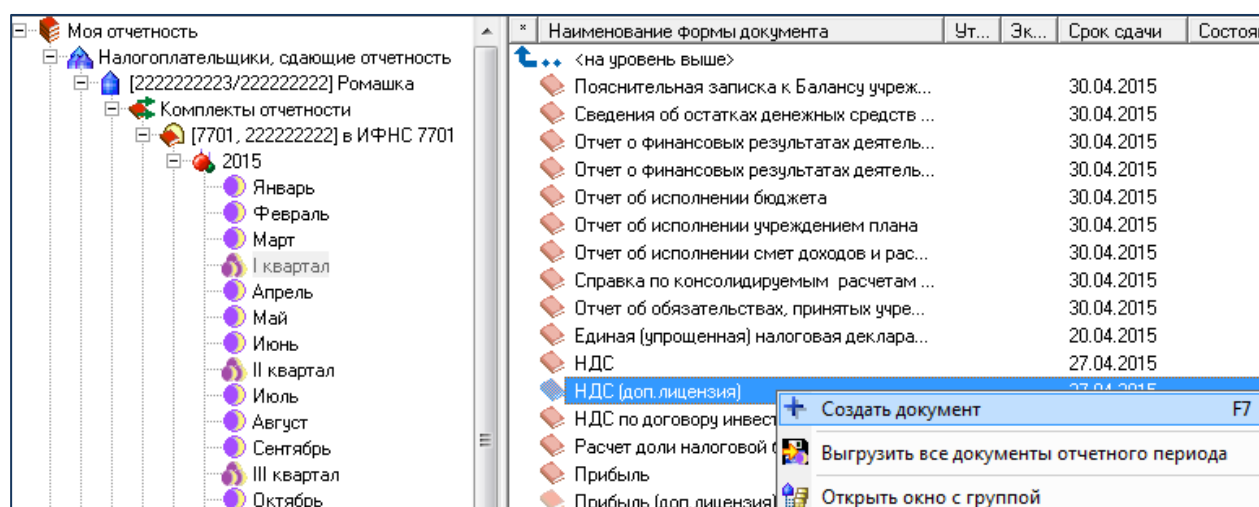 Моя отчетность
Налогоплательщики, сдающие отчетность
[2222222223/222222222] Ромашка
Комплекты отчетности
[7701, 222222222] в ИФНС 7701
2015
Январь
Февраль
Март
I квартал
Апрель
Май
Июнь
II квартал
Июль
Август
Сентябрь
III квартал
Октябрь
* Наименование формы документа Ут... Эк... Срок сдачи Состоя
<на уровень выше>
Пояснительная записка к Балансу учреж... 30.04.2015
Сведения об остатках денежных средств ... 30.04.2015
Отчет о финансовых результатах деятель... 30.04.2015
Отчет о финансовых результатах деятель... 30.04.2015
Отчет об исполнении бюджета 30.04.2015
Отчет об исполнении учреждением плана 30.04.2015
Отчет об исполнении смет доходов и рас... 30.04.2015
Справка по консолидируемым расчетам ... 30.04.2015
Отчет об обязательствах, принятых учре... 30.04.2015
Единая (упрощенная) налоговая деклара... 20.04.2015
НДС 27.04.2015
НДС (доп.лицензия) 27.04.2015
НДС по договору инвест
Расчет доли налоговой
Прибыль
Прибыль (доп.лицензия)
Создать документ F7
Выгрузить все документы отчетного периода
Открыть окно с группой